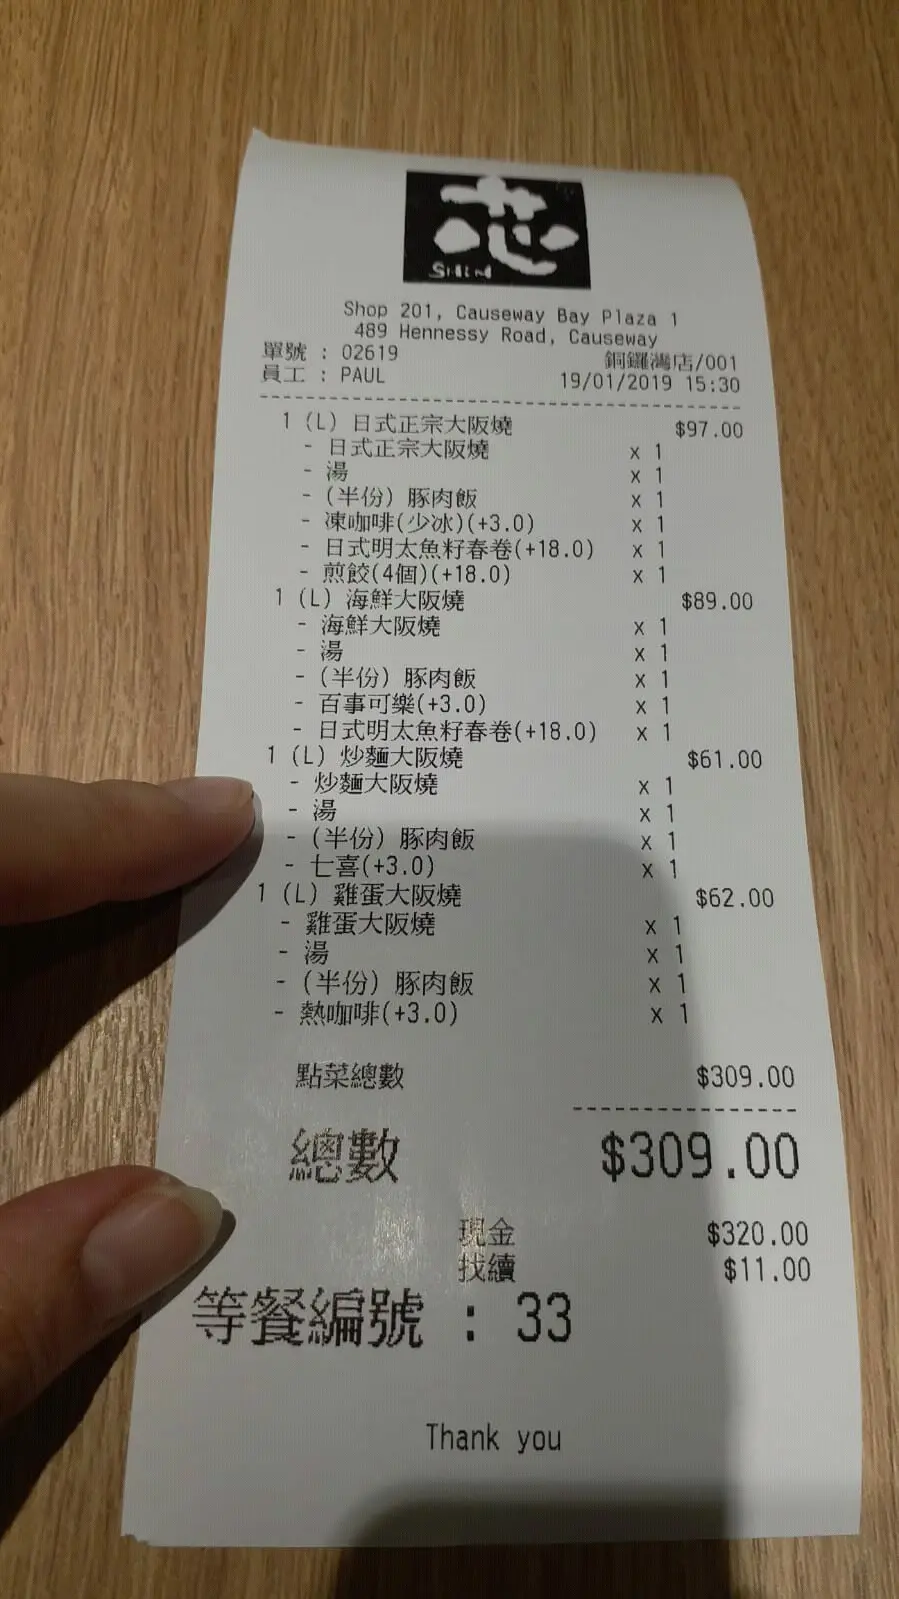 芯
SHIN
Shop 201, Causeway Bay Plaza 1
489 Hennessy Road, Causeway
單號 : 02619 銅鑼灣店/001
員工 : PAUL 19/01/2019 15:30
1 (L) 日式正宗大阪燒 $97.00
- 日式正宗大阪燒 x 1
- 湯 x 1
- (半份) 豚肉飯 x 1
- 凍咖啡(少冰)(+3.0) x 1
- 日式明太魚籽春卷(+18.0) x 1
- 煎餃(4個)(+18.0) x 1
1 (L) 海鮮大阪燒 $89.00
- 海鮮大阪燒 x 1
- 湯 x 1
- (半份) 豚肉飯 x 1
- 百事可樂(+3.0) x 1
- 日式明太魚籽春卷(+18.0) x 1
1 (L) 炒麵大阪燒 $61.00
- 炒麵大阪燒 x 1
- 湯 x 1
- (半份) 豚肉飯 x 1
- 七喜(+3.0) x 1
1 (L) 雞蛋大阪燒 $62.00
- 雞蛋大阪燒 x 1
- 湯 x 1
- (半份) 豚肉飯 x 1
- 熱咖啡(+3.0) x 1
點菜總數 $309.00
總數 $309.00
現金 $320.00
找續 $11.00
等餐編號 : 33
Thank you